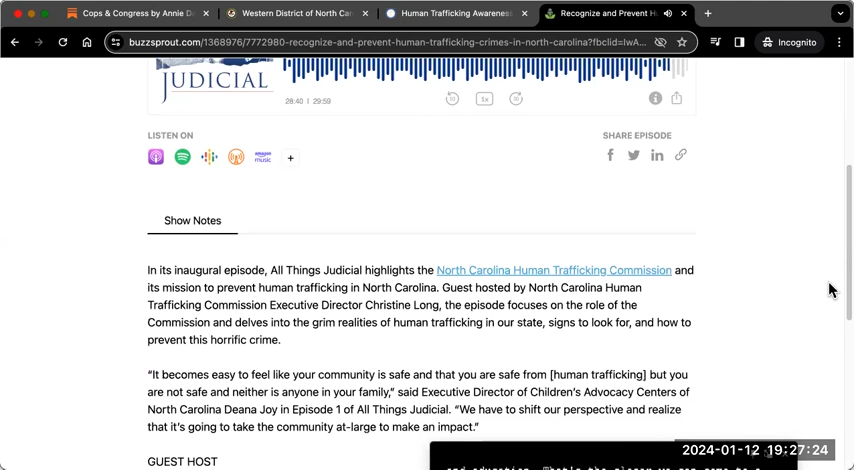 Cops & Congress by Annie Da
Western District of North Car
Human Trafficking Awareness
Recognize and Prevent H
buzzsprout.com/1368976/7772980-recognize-and-prevent-human-trafficking-crimes-in-north-carolina?fbclid=IwA...
Incognito
JUDICIAL
28:40 | 29:59
1x
LISTEN ON
SHARE EPISODE
amazon music
+
Show Notes
In its inaugural episode, All Things Judicial highlights the North Carolina Human Trafficking Commission and
its mission to prevent human trafficking in North Carolina. Guest hosted by North Carolina Human
Trafficking Commission Executive Director Christine Long, the episode focuses on the role of the
Commission and delves into the grim realities of human trafficking in our state, signs to look for, and how to
prevent this horrific crime.
“It becomes easy to feel like your community is safe and that you are safe from [human trafficking] but you
are not safe and neither is anyone in your family,” said Executive Director of Children’s Advocacy Centers of
North Carolina Deana Joy in Episode 1 of All Things Judicial. “We have to shift our perspective and realize
that it’s going to take the community at-large to make an impact.”
GUEST HOST
2024-01-12 19:27:24